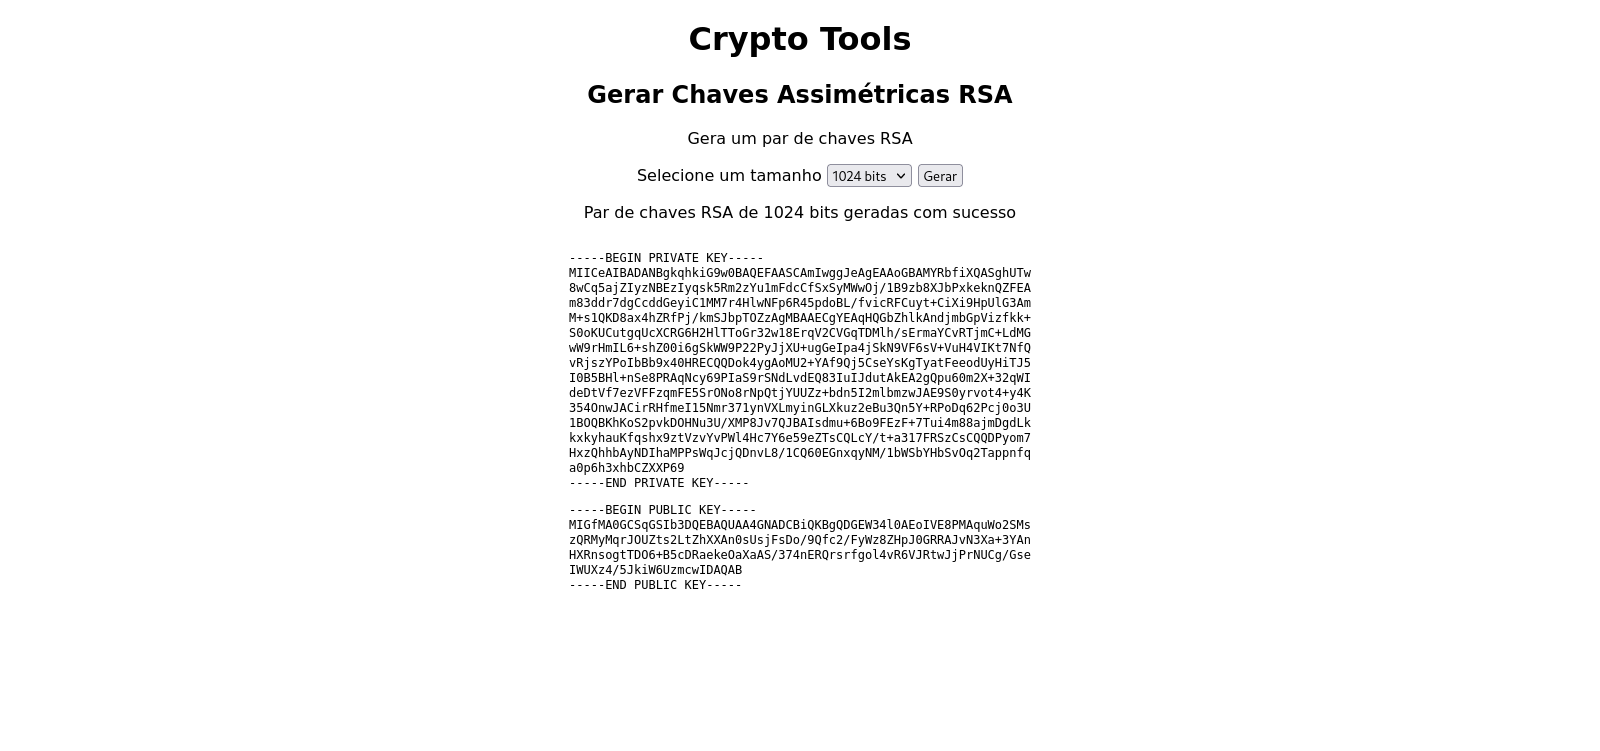 Crypto Tools
Gerar Chaves Assimétricas RSA
Gera um par de chaves RSA
Selecione um tamanho 1024 bits Gerar
Par de chaves RSA de 1024 bits geradas com sucesso
-----BEGIN PRIVATE KEY-----
MIICeAIBADANBgkqhkiG9w0BAQEFAASCAmIwggJeAgEAAoGBAMYRbfiXQASghUTw
8wCq5ajZIyzNBEzIyqsk5Rm2zYu1mFdcCfSxSyMWwOj/1B9zb8XJbPxkeknQZFEA
m83ddr7dgCcddGeyiC1MM7r4HlwNFp6R45pdoBL/fvicRFCuyt+CiXi9HpUlG3Am
M+s1QKD8ax4hZRfPj/kmSJbpTOZzAgMBAAECgYEAqHQGbZhlkAndjmbGpVizfkk+
S0oKUCutgqUcXCRG6H2HlTToGr32w18ErqV2CVGqTDMlh/sErmaYCvRTjmC+LdMG
wW9rHmIL6+shZ00i6gSkWW9P22PyJjXU+ugGeIpa4jSkN9VF6sV+VuH4VIKt7NfQ
vRjszYPoIbBb9x40HRECQQDok4ygAoMU2+YAf9Qj5CseYsKgTyatFeeodUyHiTJ5
I0B5BHl+nSe8PRAqNcy69PIaS9rSNdLvdEQ83IuIJdutAkEA2gQpu60m2X+32qWI
deDtVf7ezVFFzqmFE5SrONo8rNpQtjYUUZz+bdn5I2mlbmzwJAE9S0yrvot4+y4K
354OnwJACirRHfmeI15Nmr371ynVXLmyinGLXkuz2eBu3Qn5Y+RPoDq62Pcj0o3U
1BOQBKhKoS2pvkDOHNu3U/XMP8Jv7QJBAIsdmu+6Bo9FEzF+7Tui4m88ajmDgdLk
kxkyhauKfqshx9ztVzvYvPWl4Hc7Y6e59eZTsCQLcY/t+a317FRSzCsCQQDPyom7
HxzQhhbAyNDIhaMPPsWqJcjQDnvL8/1CQ60EGnxqyNM/1bWSbYHbSvOq2Tappnfq
a0p6h3xhbCZXXP69
-----END PRIVATE KEY-----
-----BEGIN PUBLIC KEY-----
MIGfMA0GCSqGSIb3DQEBAQUAA4GNADCBiQKBgQDGEW34l0AEoIVE8PMAquWo2SMs
zQRMyMqrJOUZts2LtZhXXAn0sUsjFsDo/9Qfc2/FyWz8ZHpJ0GRRAJvN3Xa+3YAn
HXRnsogtTDO6+B5cDRaekeOaXaAS/374nERQrsrfgol4vR6VJRtwJjPrNUCg/Gse
IWUXz4/5JkiW6UzmcwIDAQAB
-----END PUBLIC KEY-----